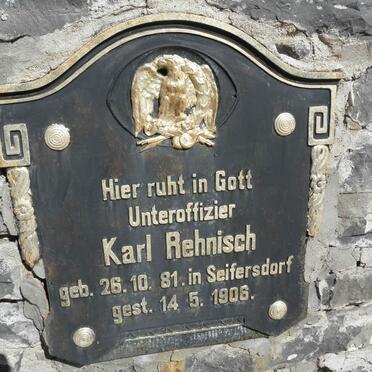 Hier ruht in Gott
Unteroffizier
Karl Rehnisch
geb. 26. 10. 81. in Seifersdorf
gest. 14. 5. 1906.